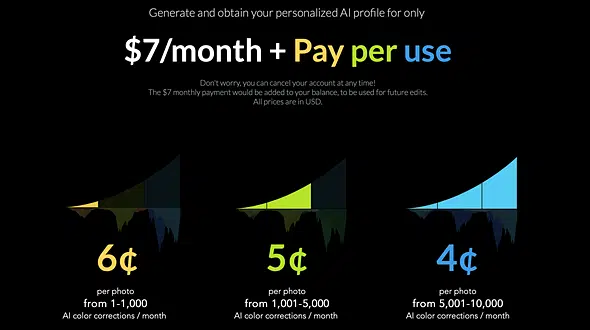 Generate and obtain your personalized AI profile for only
$7/month + Pay per use
Don't worry, you can cancel your account at any time!
The $7 monthly payment would be added to your balance, to be used for future edits.
All prices are in USD.
6¢
per photo
from 1-1,000
AI color corrections / month
5¢
per photo
from 1,001-5,000
AI color corrections / month
4¢
per photo
from 5,001-10,000
AI color corrections / month